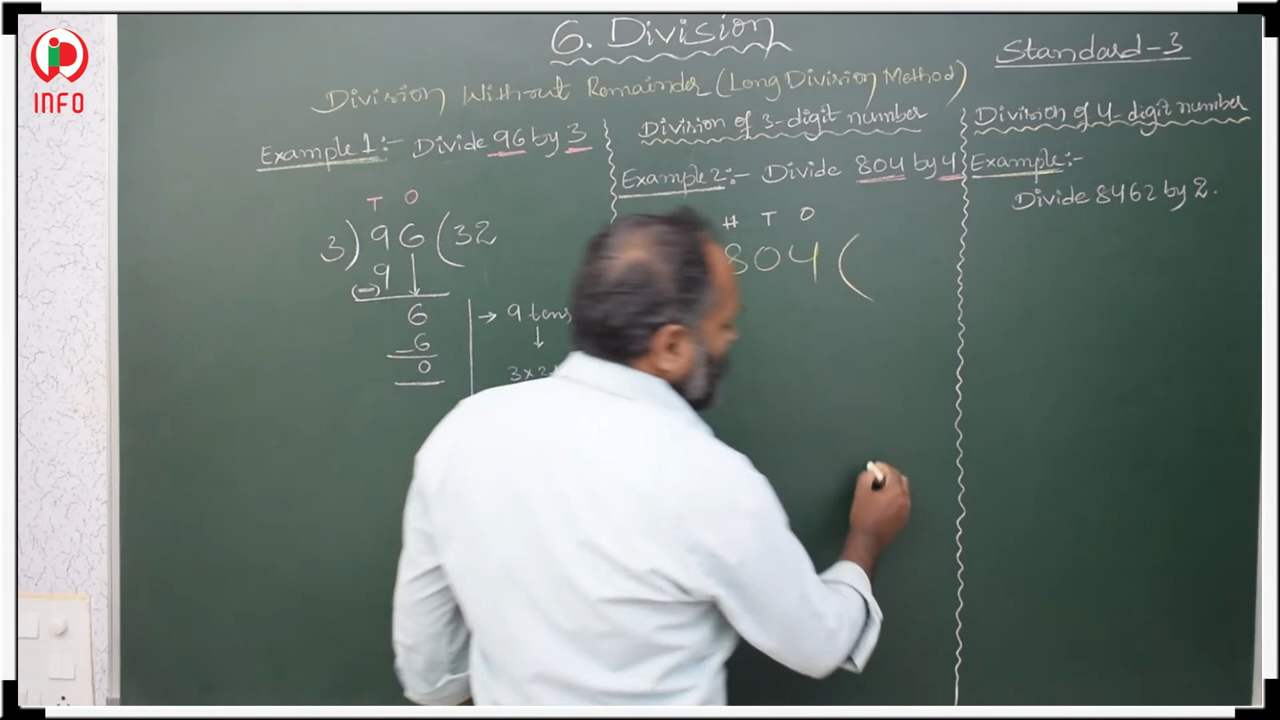 INFO
6. Division
Standard-3
Division Without Remainder (Long Division Method)
Example 1:- Divide 96 by 3
T O
3) 96 (32
(-) 9
6
-6
0
→ 9 tens
↓
Division of 3-digit number
Example 2:- Divide 804 by 4
H T O
804 (
Division of 4-digit number
Example:-
Divide 8462 by 2.